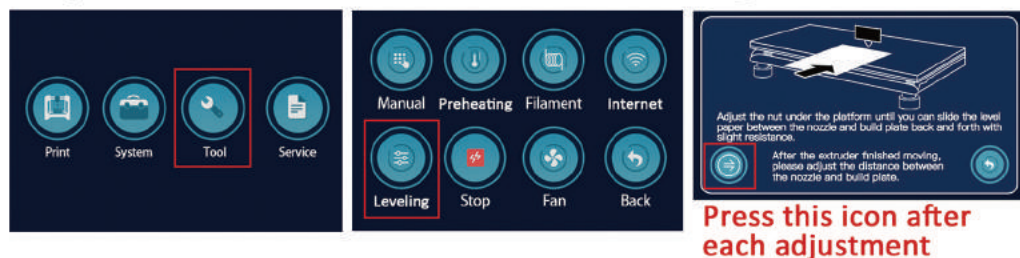 Print System Tool Service
Manual Preheating Filament Internet
Leveling Stop Fan Back
Adjust the nut under the platform until you can slide the level
paper between the nozzle and build plate back and forth with
slight resistance.
After the extruder finished moving,
please adjust the distance between
the nozzle and build plate.
Press this icon after
each adjustment